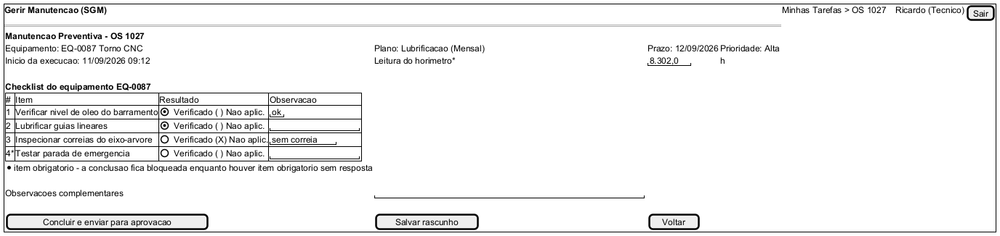 Gerir Manutencao (SGM) Minhas Tarefas > OS 1027 Ricardo (Tecnico) Sair
Manutencao Preventiva - OS 1027
Equipamento: EQ-0087 Torno CNC Plano: Lubrificacao (Mensal) Prazo: 12/09/2026 Prioridade: Alta
Inicio da execucao: 11/09/2026 09:12 Leitura do horimetro* 8.302,0 h
Checklist do equipamento EQ-0087
# Item Resultado Observacao
1 Verificar nivel de oleo do barramento Verificado ( ) Nao aplic. ok
2 Lubrificar guias lineares Verificado ( ) Nao aplic.
3 Inspecionar correias do eixo-arvore Verificado (X) Nao aplic. sem correia
4* Testar parada de emergencia Verificado ( ) Nao aplic.
• item obrigatorio - a conclusao fica bloqueada enquanto houver item obrigatorio sem resposta
Observacoes complementares
Concluir e enviar para aprovacao Salvar rascunho Voltar